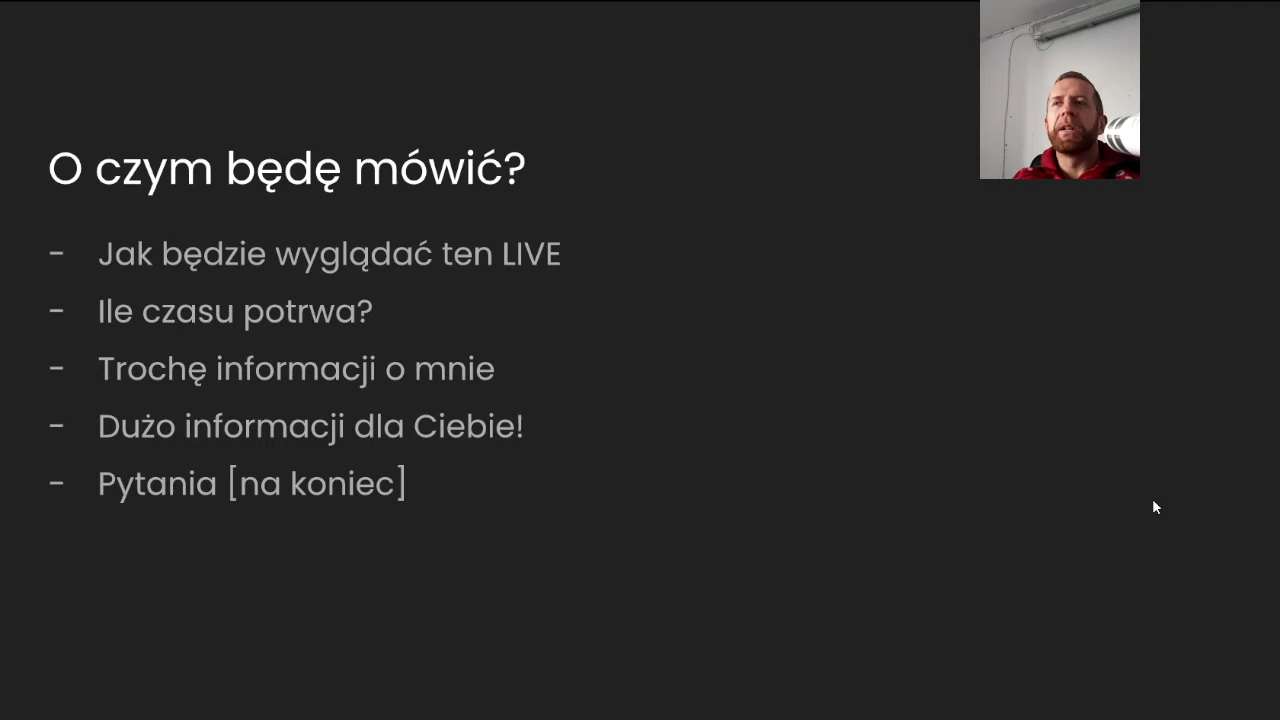 O czym będę mówić?
- Jak będzie wyglądać ten LIVE
- Ile czasu potrwa?
- Trochę informacji o mnie
- Dużo informacji dla Ciebie!
- Pytania [na koniec]